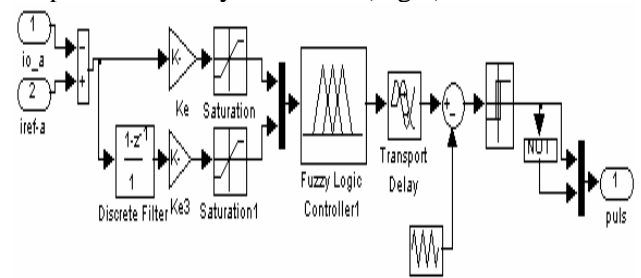 1
io_a
2
iref-a
-
+
K-
Ke
Saturation
1-z⁻¹
1
Discrete Filter
K-
Ke3
Saturation1
Fuzzy Logic
Controller1
Transport
Delay
+
-
NOT
1
puls